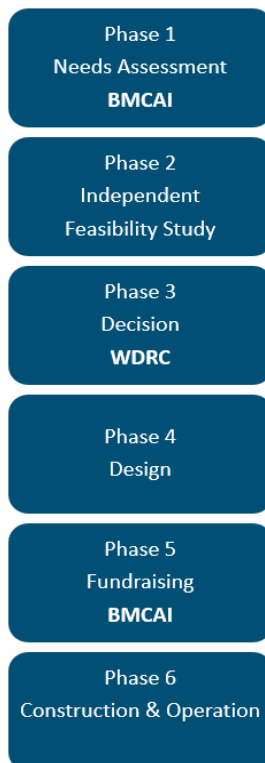 Phase 1
Needs Assessment
BMCAI
Phase 2
Independent
Feasibility Study
Phase 3
Decision
WDRC
Phase 4
Design
Phase 5
Fundraising
BMCAI
Phase 6
Construction & Operation